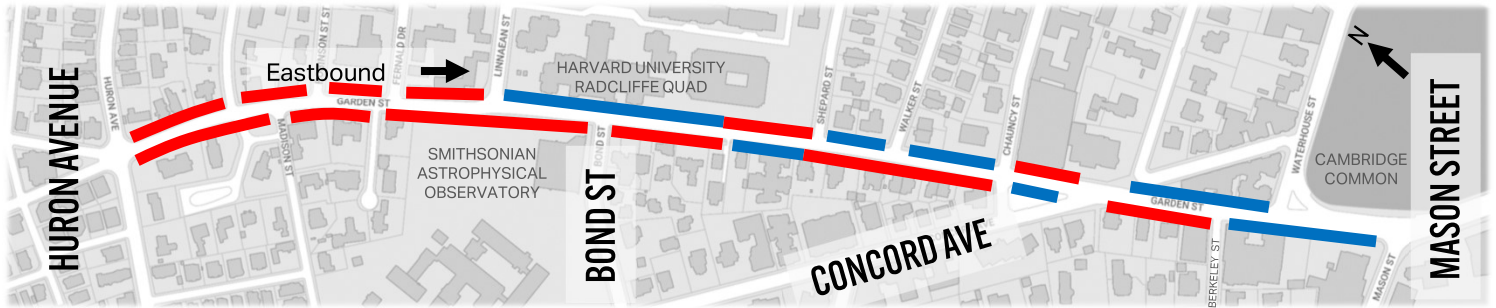 HURON AVENUE
HURON AVE
Eastbound
FERNALD DR
LINNAEAN ST
GARDEN ST
MADISON ST
HARVARD UNIVERSITY
RADCLIFFE QUAD
SMITHSONIAN
ASTROPHYSICAL
OBSERVATORY
BOND ST
BOND ST
SHEPARD ST
WALKER ST
CHAUNCY ST
CONCORD AVE
GARDEN ST
BERKELEY ST
WATERHOUSE ST
CAMBRIDGE
COMMON
N
MASON ST
MASON STREET